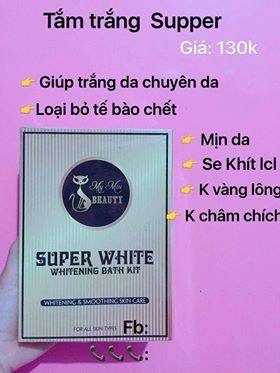 Tắm trắng Supper
Giá: 130k
👉 Giúp trắng da chuyên da
👉Loại bỏ tế bào chết
👉 Mịn da
👉 Se Khít lcl
👉 K vàng lông
👉 K châm chích
My Miu
BEAUTY
SUPER WHITE
WHITENING BATH KIT
WHITENING & SMOOTHING SKIN CARE
FOR ALL SKIN TYPES
Fb:
📞📞📞: